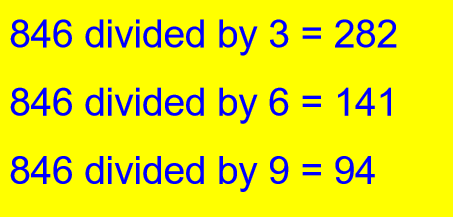 846 divided by 3 = 282
846 divided by 6 = 141
846 divided by 9 = 94